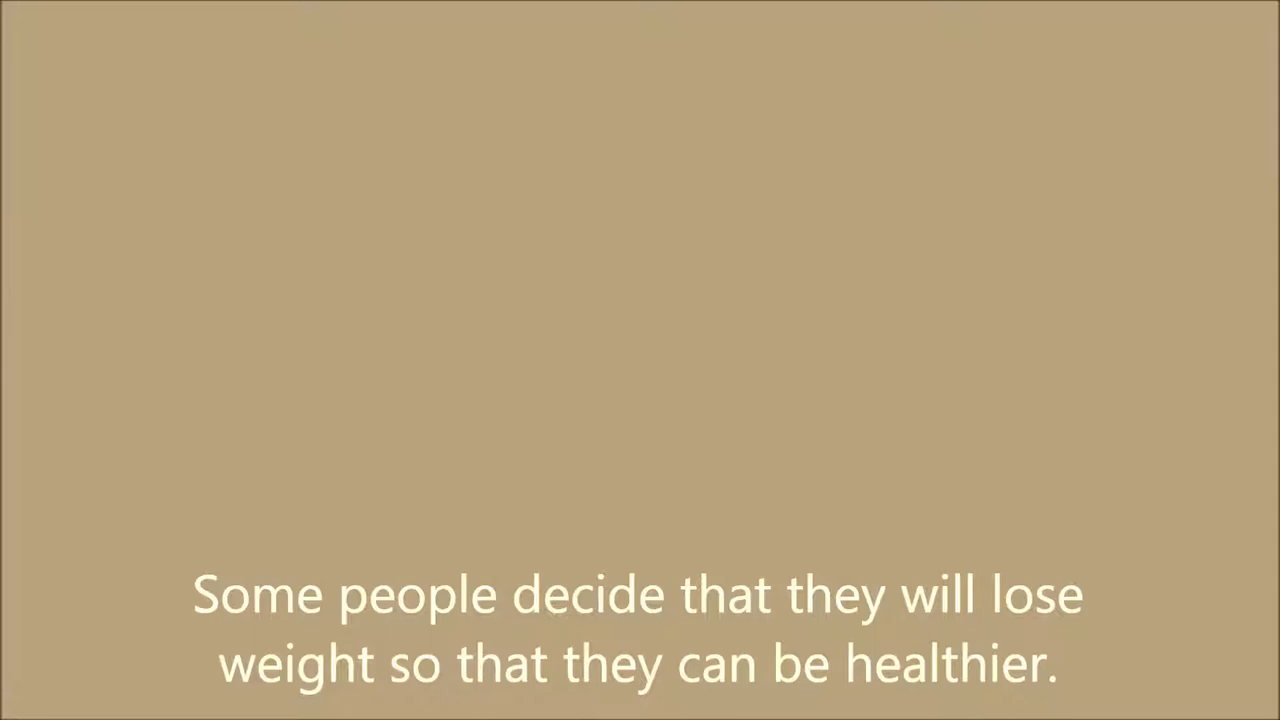 Some people decide that they will lose
weight so that they can be healthier.